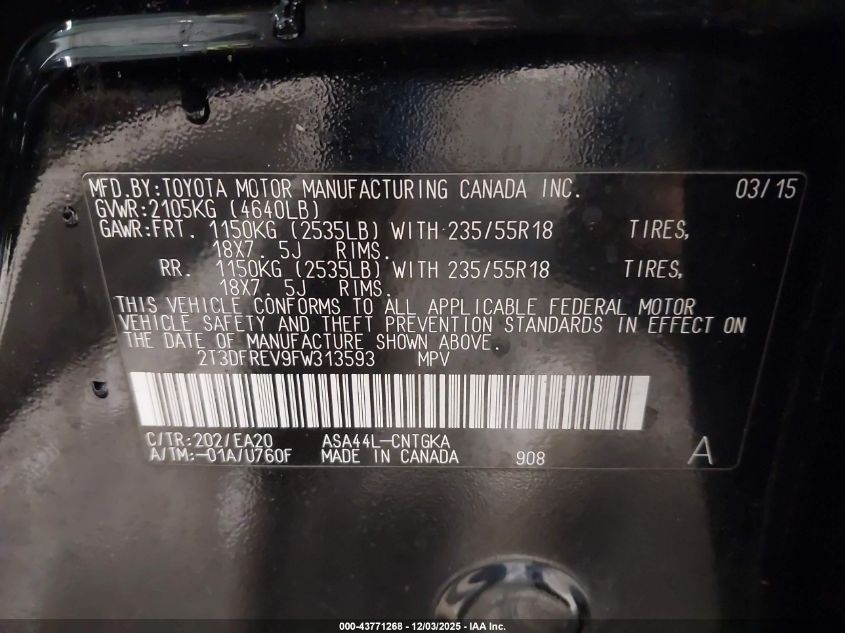 MFD.BY:TOYOTA MOTOR MANUFACTURING CANADA INC. 03/15
GVWR:2105KG (4640LB)
GAWR:FRT. 1150KG (2535LB) WITH 235/55R18 TIRES,
18X7. 5J RIMS.
RR. 1150KG (2535LB) WITH 235/55R18 TIRES,
18X7. 5J RIMS.
THIS VEHICLE CONFORMS TO ALL APPLICABLE FEDERAL MOTOR
VEHICLE SAFETY AND THEFT PREVENTION STANDARDS IN EFFECT ON
THE DATE OF MANUFACTURE SHOWN ABOVE.
2T3DFREV9FW313593 MPV
C/TR:202/EA20 ASA44L-CNTGKA
A/TM:-01A/U760F MADE IN CANADA 908 A
000-43771268 - 12/03/2025 - IAA Inc.